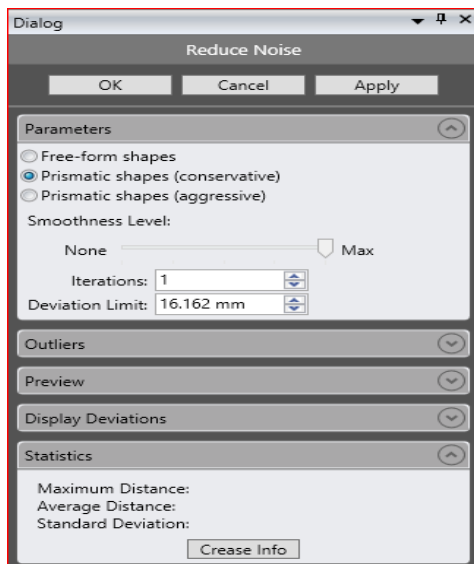 Dialog
Reduce Noise
OK Cancel Apply
Parameters
Free-form shapes
Prismatic shapes (conservative)
Prismatic shapes (aggressive)
Smoothness Level:
None Max
Iterations: 1
Deviation Limit: 16.162 mm
Outliers
Preview
Display Deviations
Statistics
Maximum Distance:
Average Distance:
Standard Deviation:
Crease Info